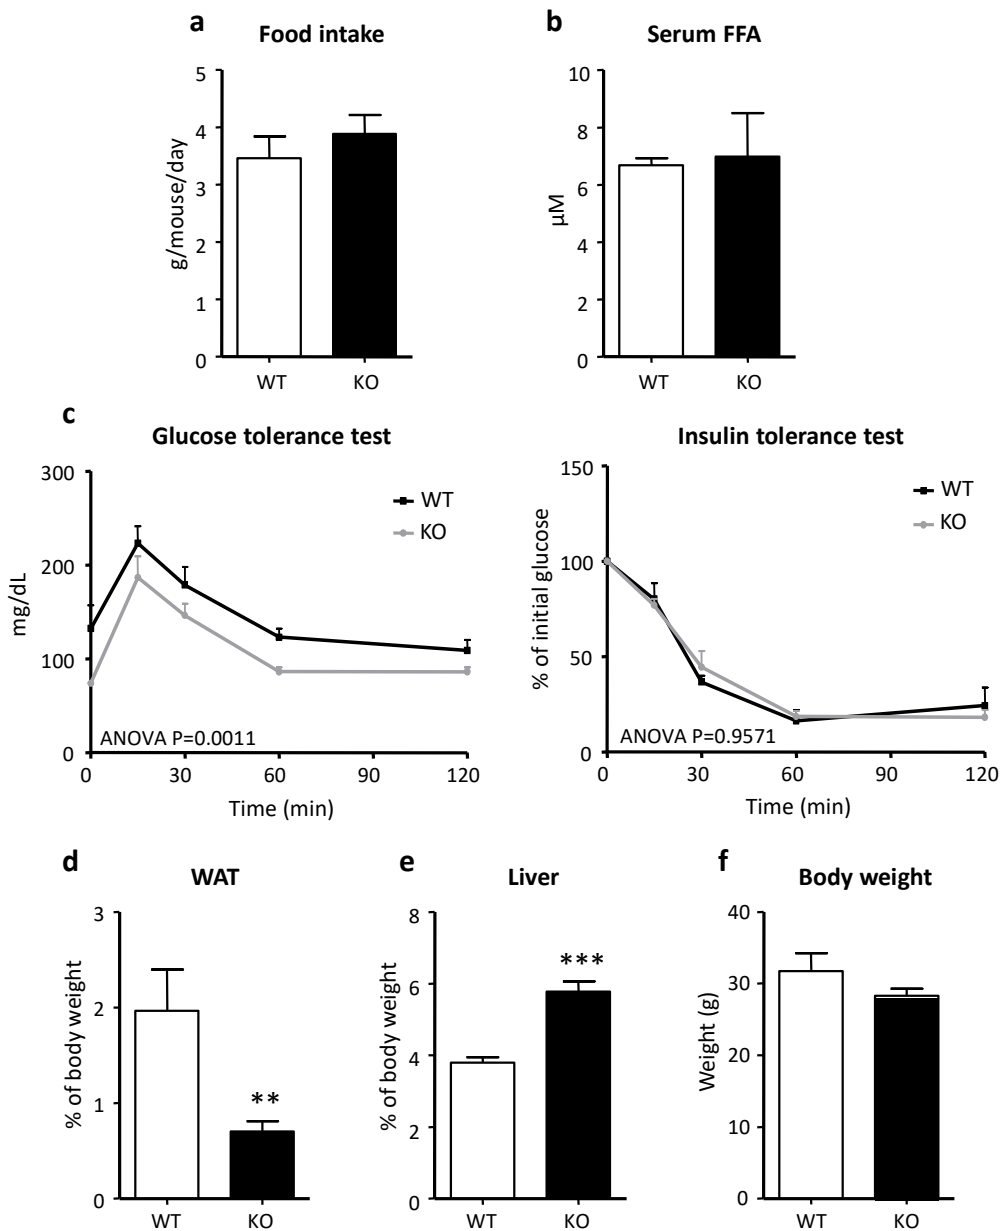 a
Food intake
5
4
3
2
1
0
g/mouse/day
WT
KO
b
Serum FFA
10
8
6
4
2
0
µM
WT
KO
c
Glucose tolerance test
300
200
100
0
mg/dL
WT
KO
ANOVA P=0.0011
0
30
60
90
120
Time (min)
Insulin tolerance test
150
100
50
0
% of initial glucose
WT
KO
ANOVA P=0.9571
0
30
60
90
120
Time (min)
d
WAT
3
2
1
0
% of body weight
**
WT
KO
e
Liver
8
6
4
2
0
% of body weight
***
WT
KO
f
Body weight
40
30
20
10
0
Weight (g)
WT
KO